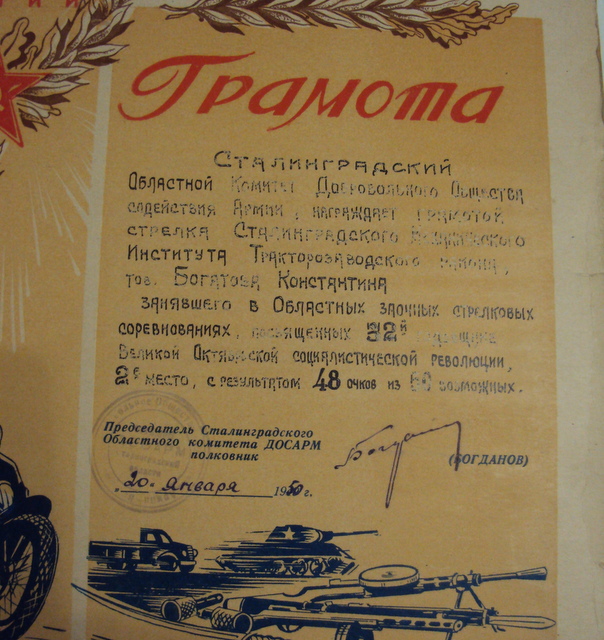 Грамота
Сталинградский
Областной Комитет Добровольного Общества
содействия Армии, награждает грамотой
стрелка Сталинградского
Института Тракторозаводского района,
тов. Богатова Константина
занявшего в Областных заочных стрелковых
соревнованиях, посвященных 32й годовщине
Великой Октябрьской социалистической революции,
2е место, с результатом 48 очков из возможных.
Председатель Сталинградского
Областного комитета ДОСАРМ
полковник
(БОГДАНОВ)
„20“ января 1950 г.